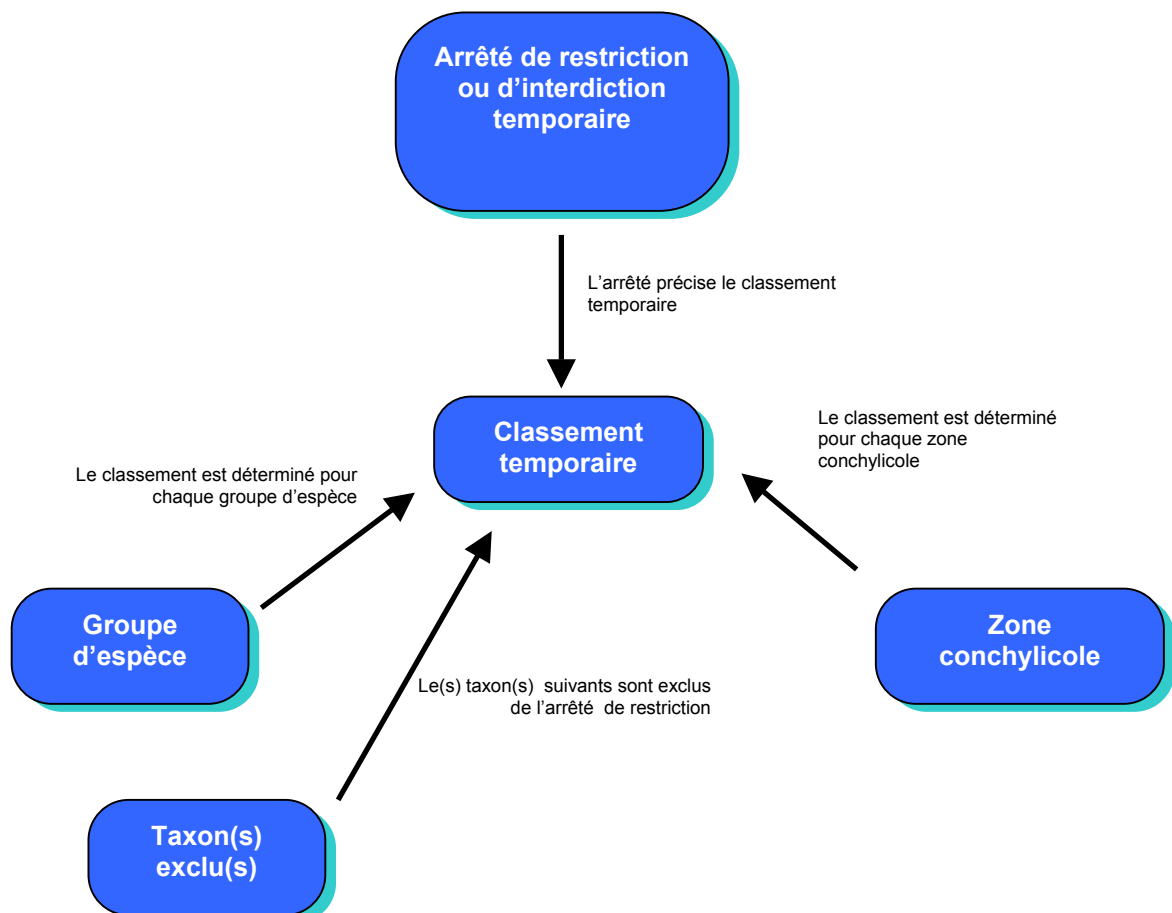 Arrêté de restriction
ou d’interdiction
temporaire
L’arrêté précise le classement
temporaire
Classement
temporaire
Le classement est déterminé
pour chaque zone
conchylicole
Le classement est déterminé pour
chaque groupe d’espèce
Groupe
d’espèce
Zone
conchylicole
Le(s) taxon(s) suivants sont exclus
de l’arrêté de restriction
Taxon(s)
exclu(s)